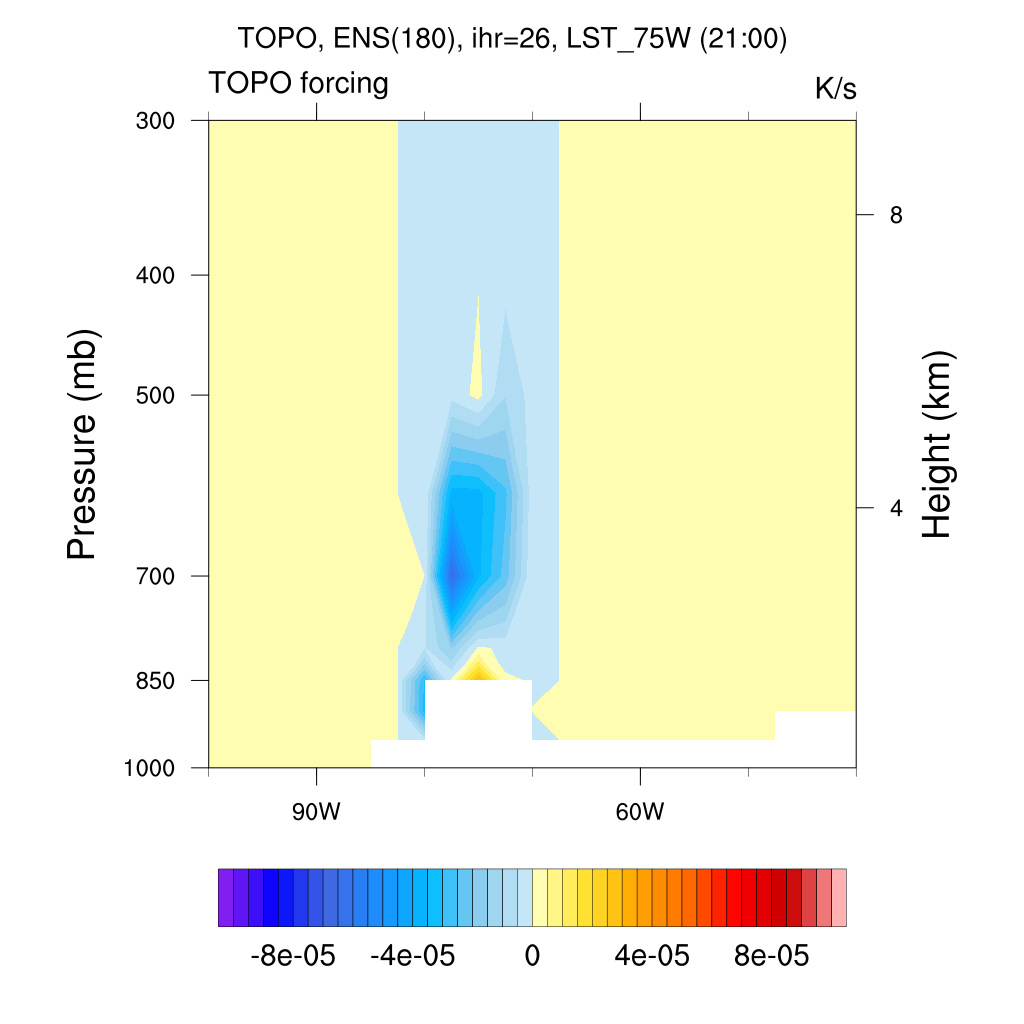 TOPO, ENS(180), ihr=26, LST_75W (21:00)
TOPO forcing
K/s
300
400
500
700
850
1000
Pressure (mb)
8
4
Height (km)
90W
60W
-8e-05
-4e-05
0
4e-05
8e-05